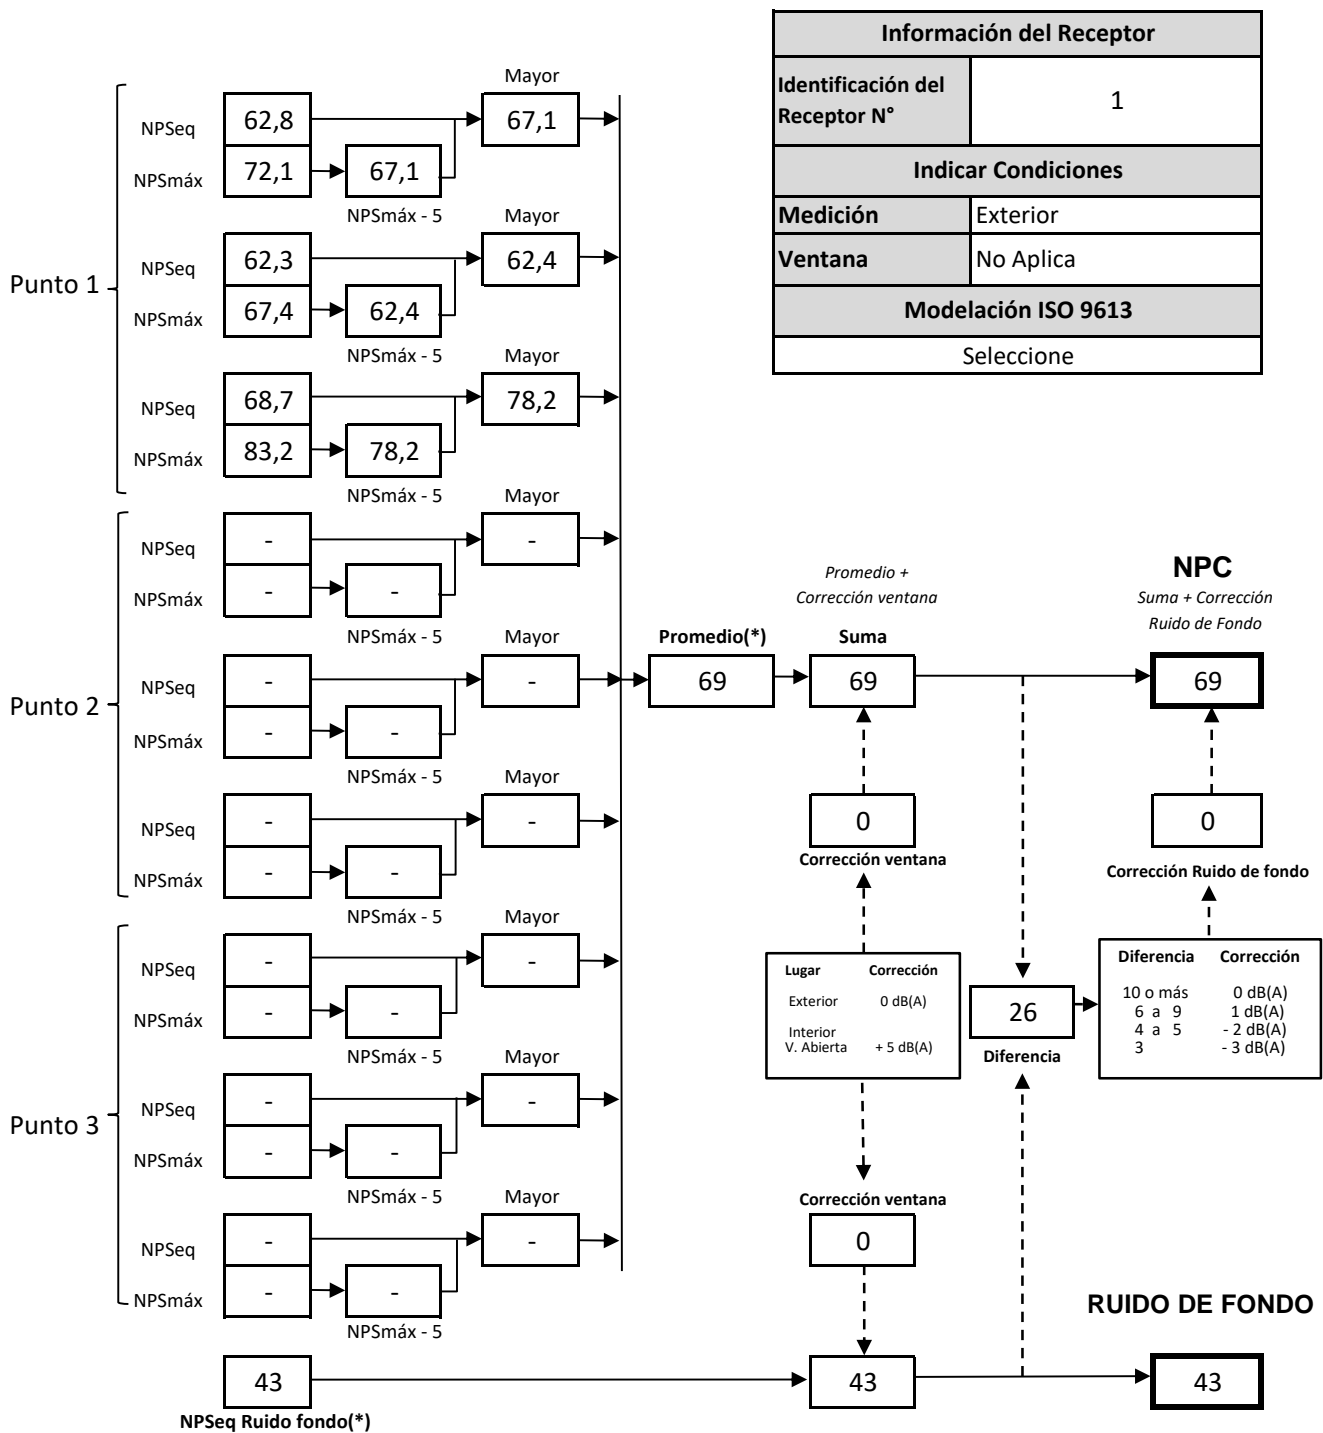 Información del Receptor
Identificación del
Receptor N°
1
Indicar Condiciones
Medición
Exterior
Ventana
No Aplica
Modelación ISO 9613
Seleccione
Punto 1
Mayor
NPSeq
62,8
67,1
NPSmáx
72,1
67,1
NPSmáx - 5
Mayor
NPSeq
62,3
62,4
NPSmáx
67,4
62,4
NPSmáx - 5
Mayor
NPSeq
68,7
78,2
NPSmáx
83,2
78,2
NPSmáx - 5
Punto 2
Mayor
NPSeq
-
-
NPSmáx
-
-
NPSmáx - 5
Mayor
NPSeq
-
-
NPSmáx
-
-
NPSmáx - 5
Mayor
NPSeq
-
-
NPSmáx
-
-
NPSmáx - 5
Punto 3
Mayor
NPSeq
-
-
NPSmáx
-
-
NPSmáx - 5
Mayor
NPSeq
-
-
NPSmáx
-
-
NPSmáx - 5
Mayor
NPSeq
-
-
NPSmáx
-
-
NPSmáx - 5
43
NPSeq Ruido fondo(*)
Promedio(*)
69
Promedio +
Corrección ventana
Suma
69
0
Corrección ventana
Lugar Corrección
Exterior 0 dB(A)
Interior
V. Abierta + 5 dB(A)
Corrección ventana
0
43
26
Diferencia
NPC
Suma + Corrección
Ruido de Fondo
69
0
Corrección Ruido de fondo
Diferencia Corrección
10 o más 0 dB(A)
6 a 9 1 dB(A)
4 a 5 - 2 dB(A)
3 - 3 dB(A)
RUIDO DE FONDO
43